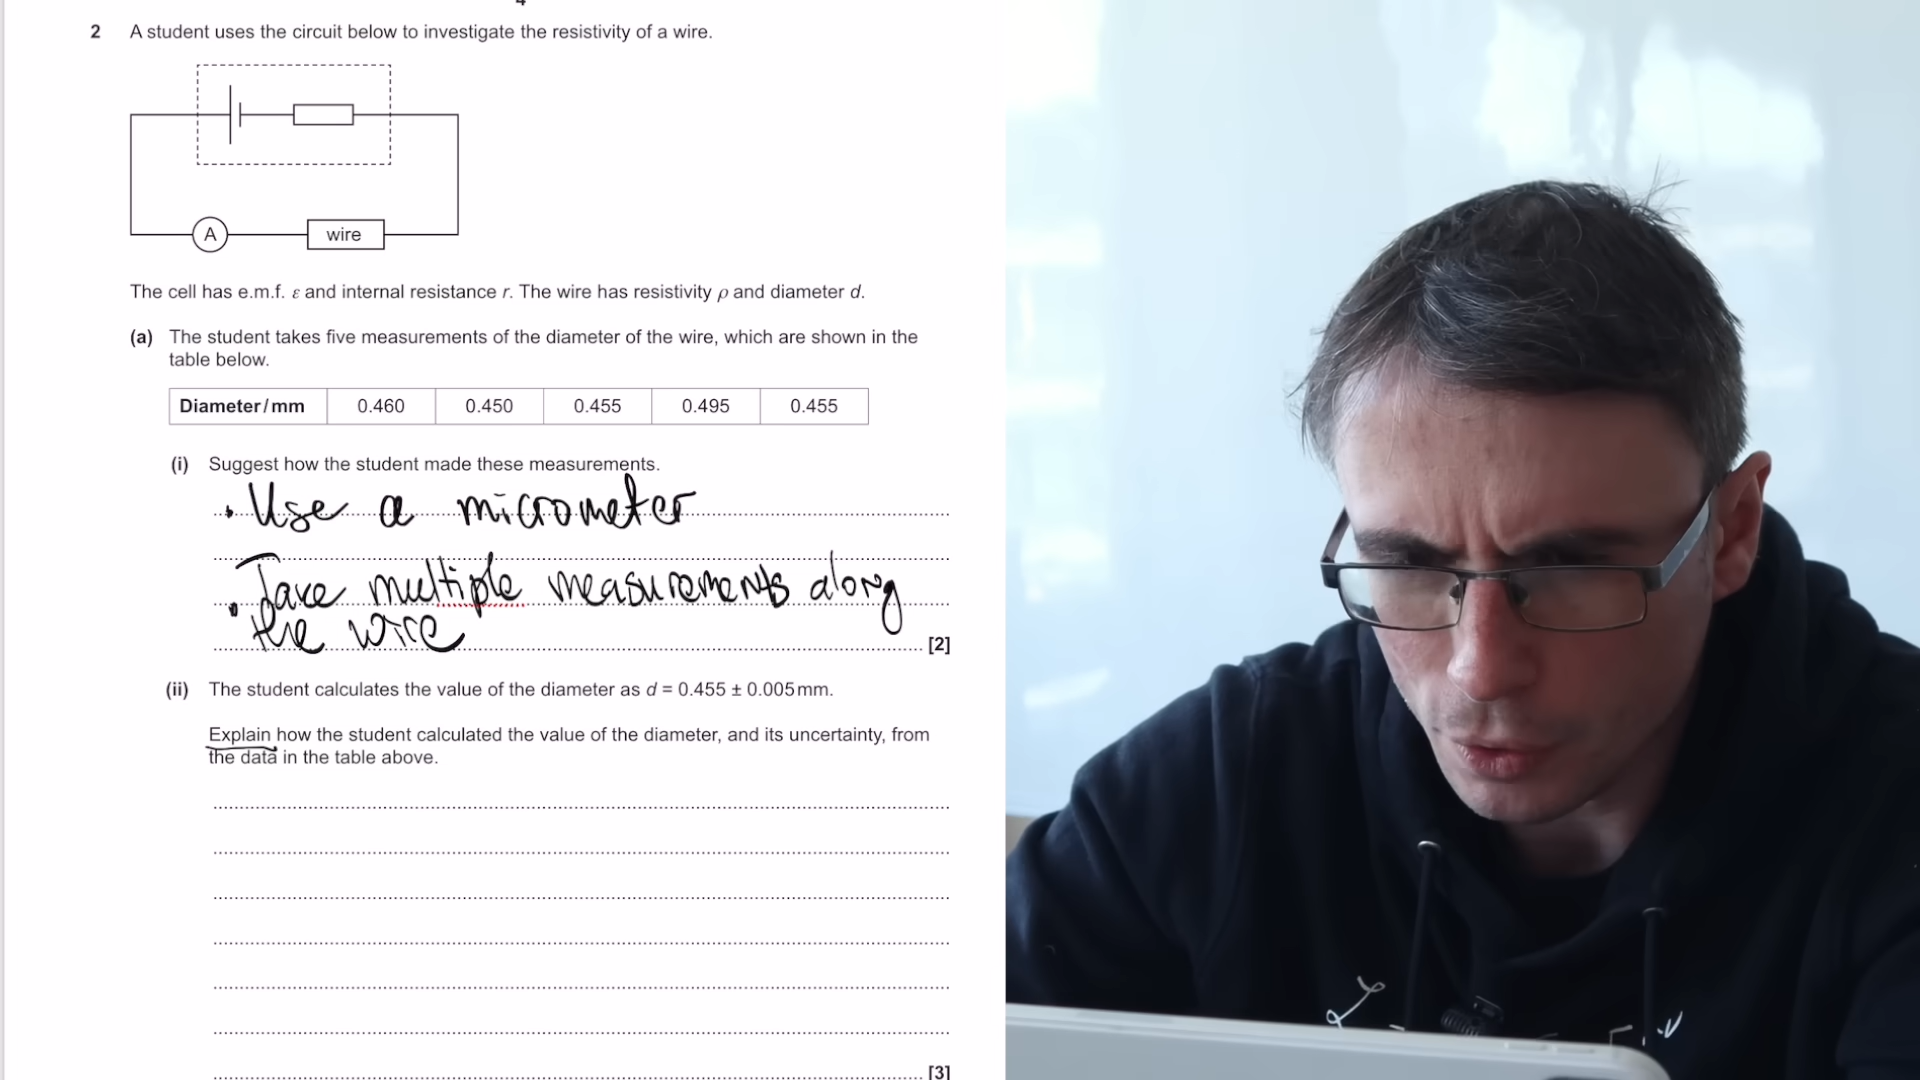 2 A student uses the circuit below to investigate the resistivity of a wire.
A
wire
The cell has e.m.f. ε and internal resistance r. The wire has resistivity ρ and diameter d.
(a) The student takes five measurements of the diameter of the wire, which are shown in the
table below.
Diameter/mm 0.460 0.450 0.455 0.495 0.455
(i) Suggest how the student made these measurements.
• Use a micrometer
• Take multiple measurements along
the wire
[2]
(ii) The student calculates the value of the diameter as d = 0.455 ± 0.005 mm.
Explain how the student calculated the value of the diameter, and its uncertainty, from
the data in the table above.
[3]